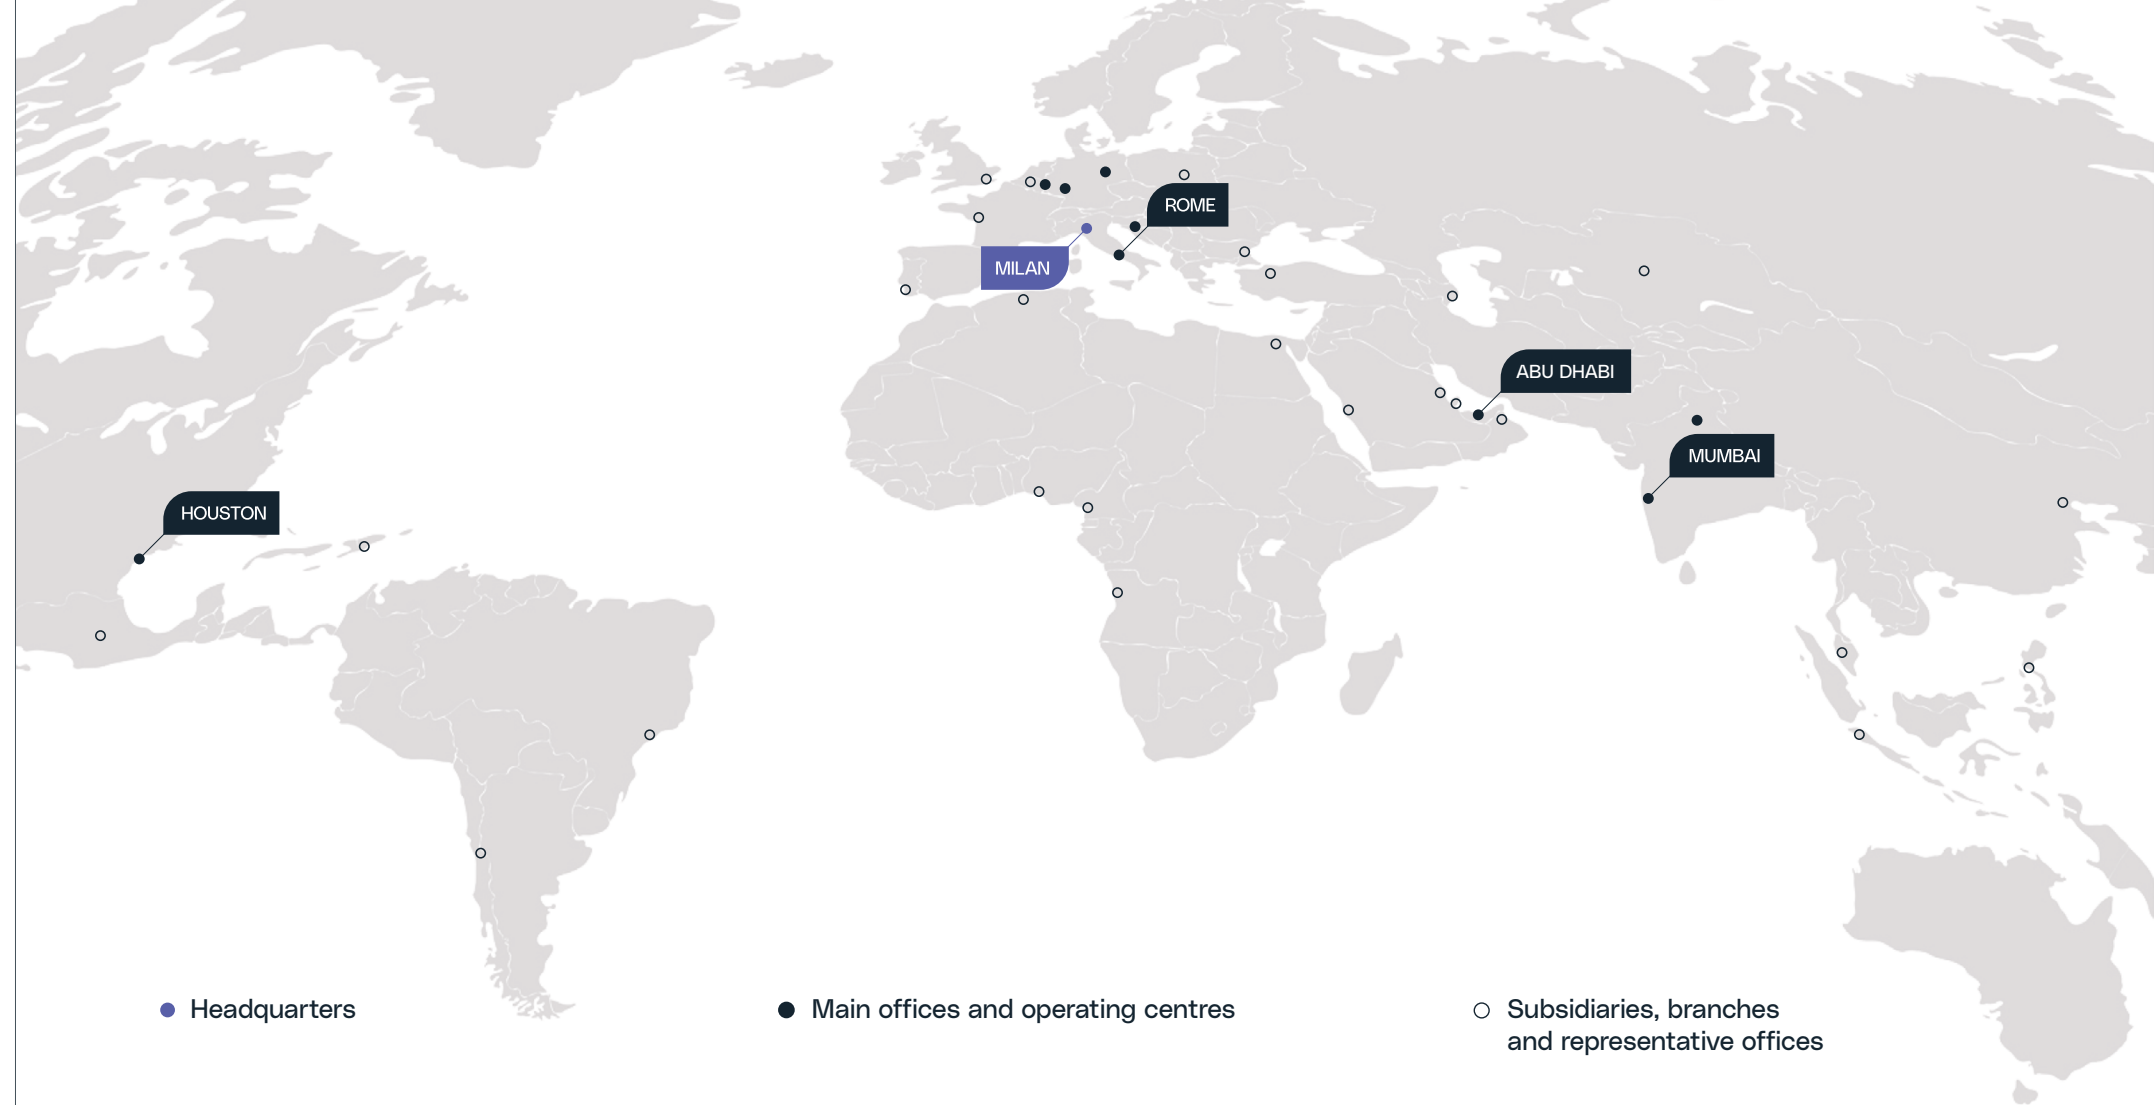 ROME
MILAN
ABU DHABI
MUMBAI
HOUSTON
Headquarters
Main offices and operating centres
Subsidiaries, branches
and representative offices